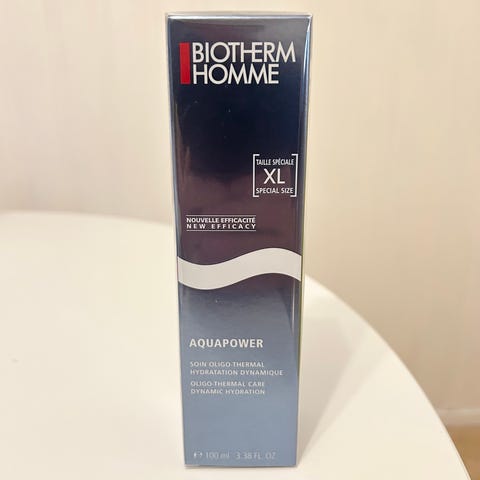 BIOTHERM
HOMME
TAILLE SPÉCIALE
XL
SPECIAL SIZE
NOUVELLE EFFICACITÉ
NEW EFFICACY
AQUAPOWER
SOIN OLIGO-THERMAL
HYDRATATION DYNAMIQUE
OLIGO-THERMAL CARE
DYNAMIC HYDRATION
℮ 100 ml 3.38 FL. OZ